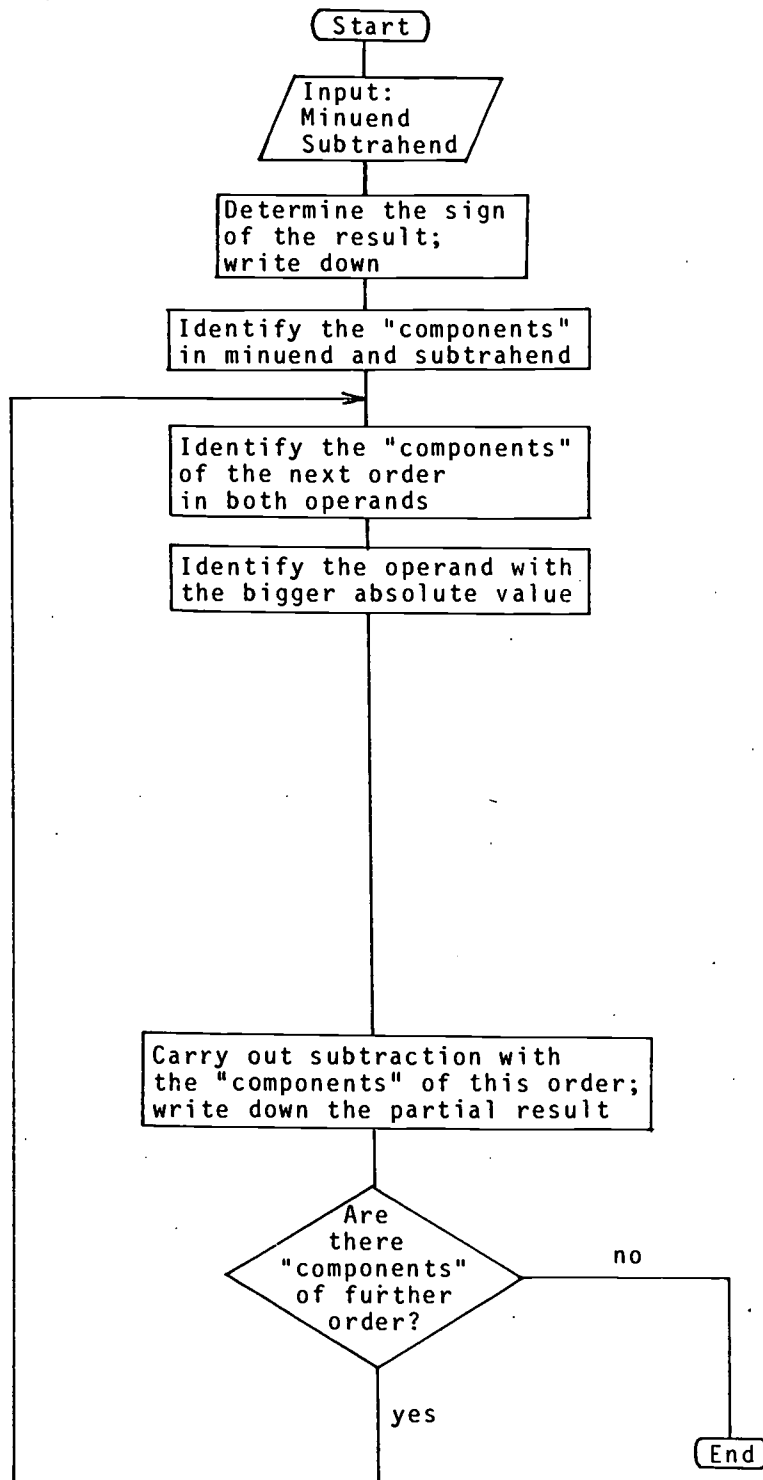 Start
Input:
Minuend
Subtrahend
Determine the sign
of the result;
write down
Identify the "components"
in minuend and subtrahend
Identify the "components"
of the next order
in both operands
Identify the operand with
the bigger absolute value
Carry out subtraction with
the "components" of this order;
write down the partial result
Are
there
"components"
of further
order?
no
yes
End